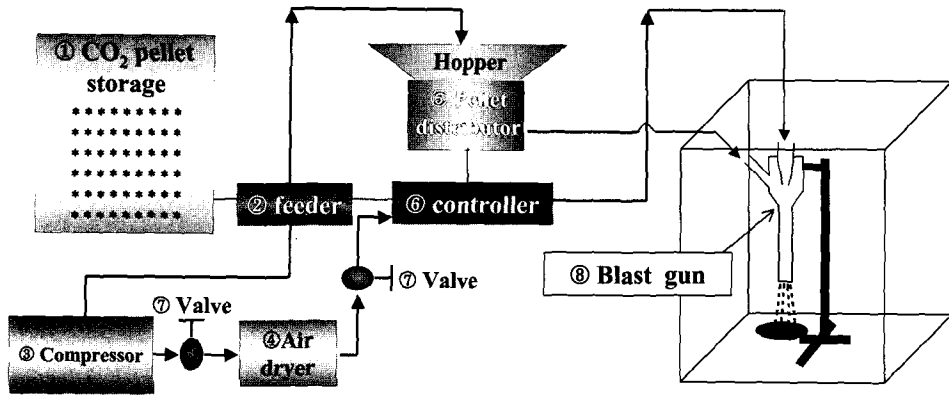 ① CO₂ pellet
storage
Hopper
⑤ Pellet
distributor
② feeder
⑥ controller
⑦ Valve
⑦ Valve
⑧ Blast gun
③ Compressor
④Air
dryer